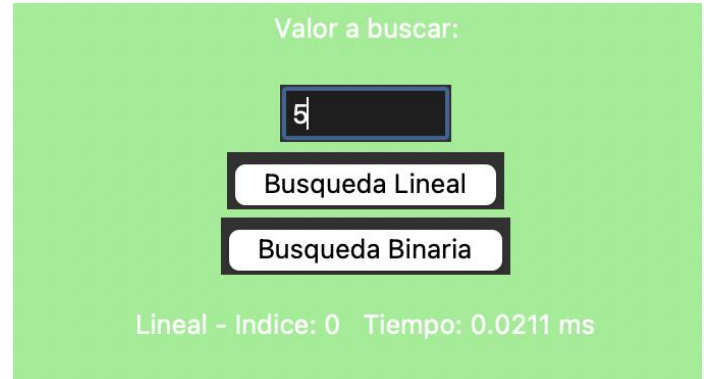 Valor a buscar:
5
Busqueda Lineal
Busqueda Binaria
Lineal - Indice: 0 Tiempo: 0.0211 ms